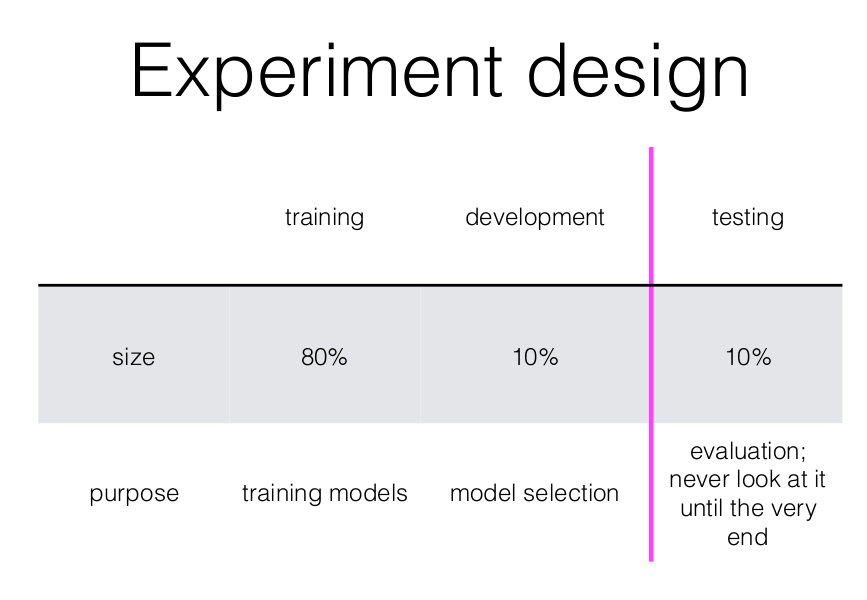 Experiment design
training development testing
size 80% 10% 10%
purpose training models model selection evaluation;
never look at it
until the very
end